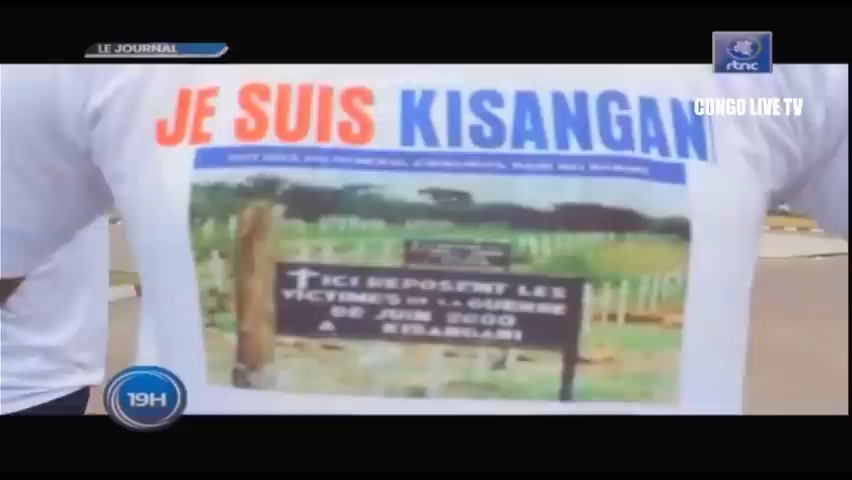 LE JOURNAL
rtnc
CONGO LIVE TV
JE SUIS KISANGANI
ICI REPOSENT LES
VICTIMES DE LA GUERRE
DE JUIN 2000
A KISANGANI
19H